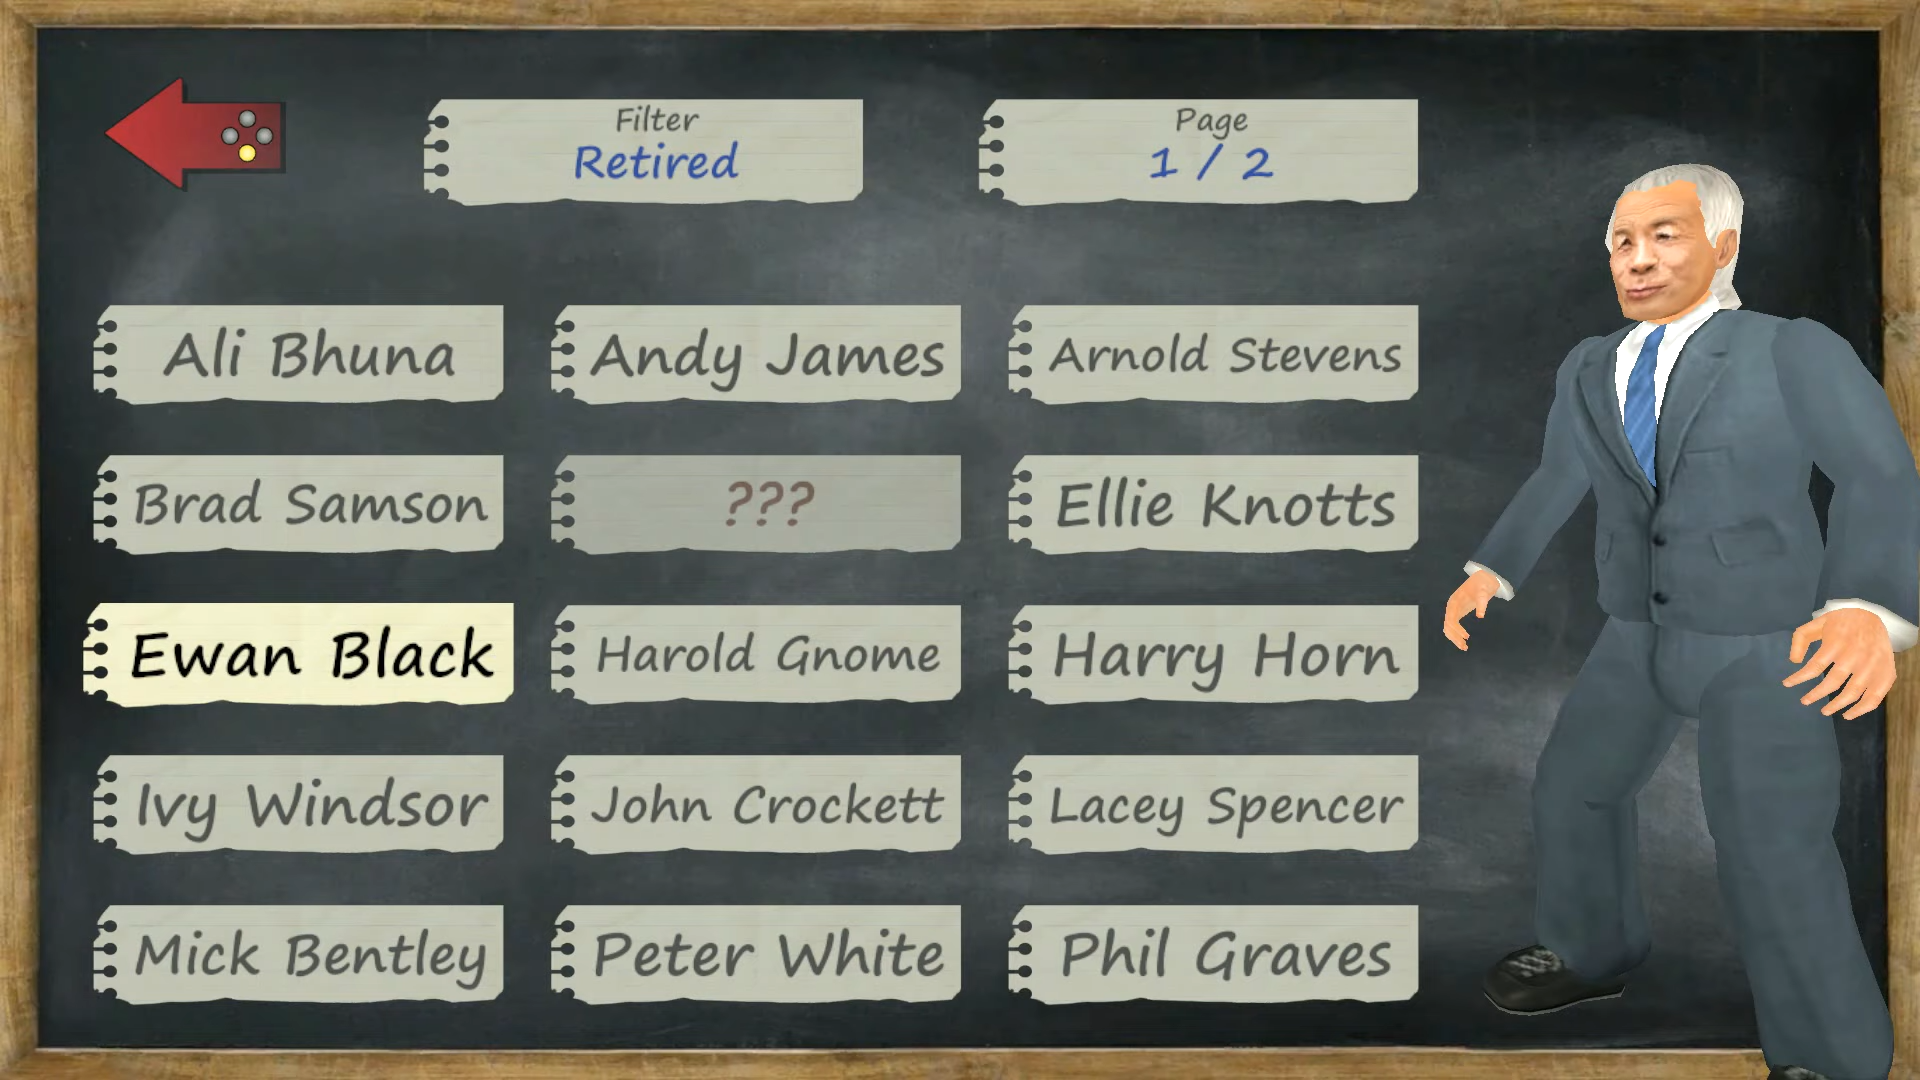 Filter
Retired
Page
1 / 2
Ali Bhuna
Andy James
Arnold Stevens
Brad Samson
???
Ellie Knotts
Ewan Black
Harold Gnome
Harry Horn
Ivy Windsor
John Crockett
Lacey Spencer
Mick Bentley
Peter White
Phil Graves